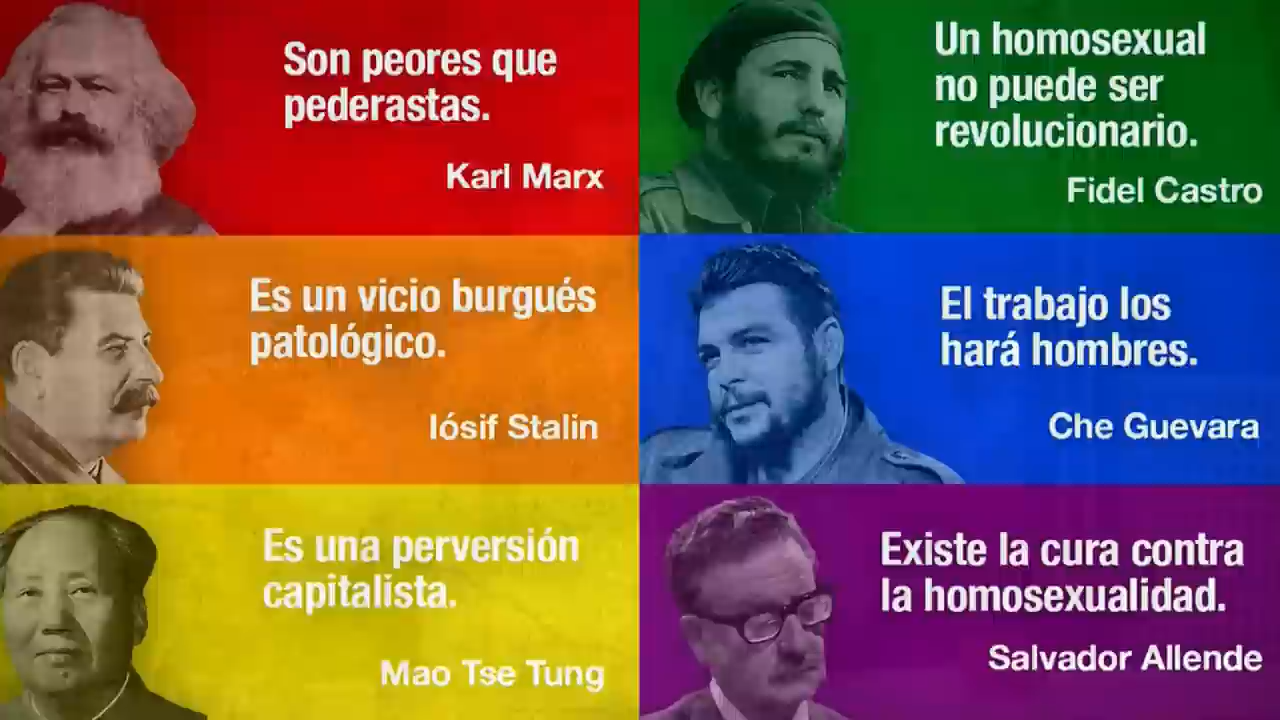 Son peores que
pederastas.
Karl Marx
Un homosexual
no puede ser
revolucionario.
Fidel Castro
Es un vicio burgués
patológico.
Iósif Stalin
El trabajo los
hará hombres.
Che Guevara
Es una perversión
capitalista.
Mao Tse Tung
Existe la cura contra
la homosexualidad.
Salvador Allende